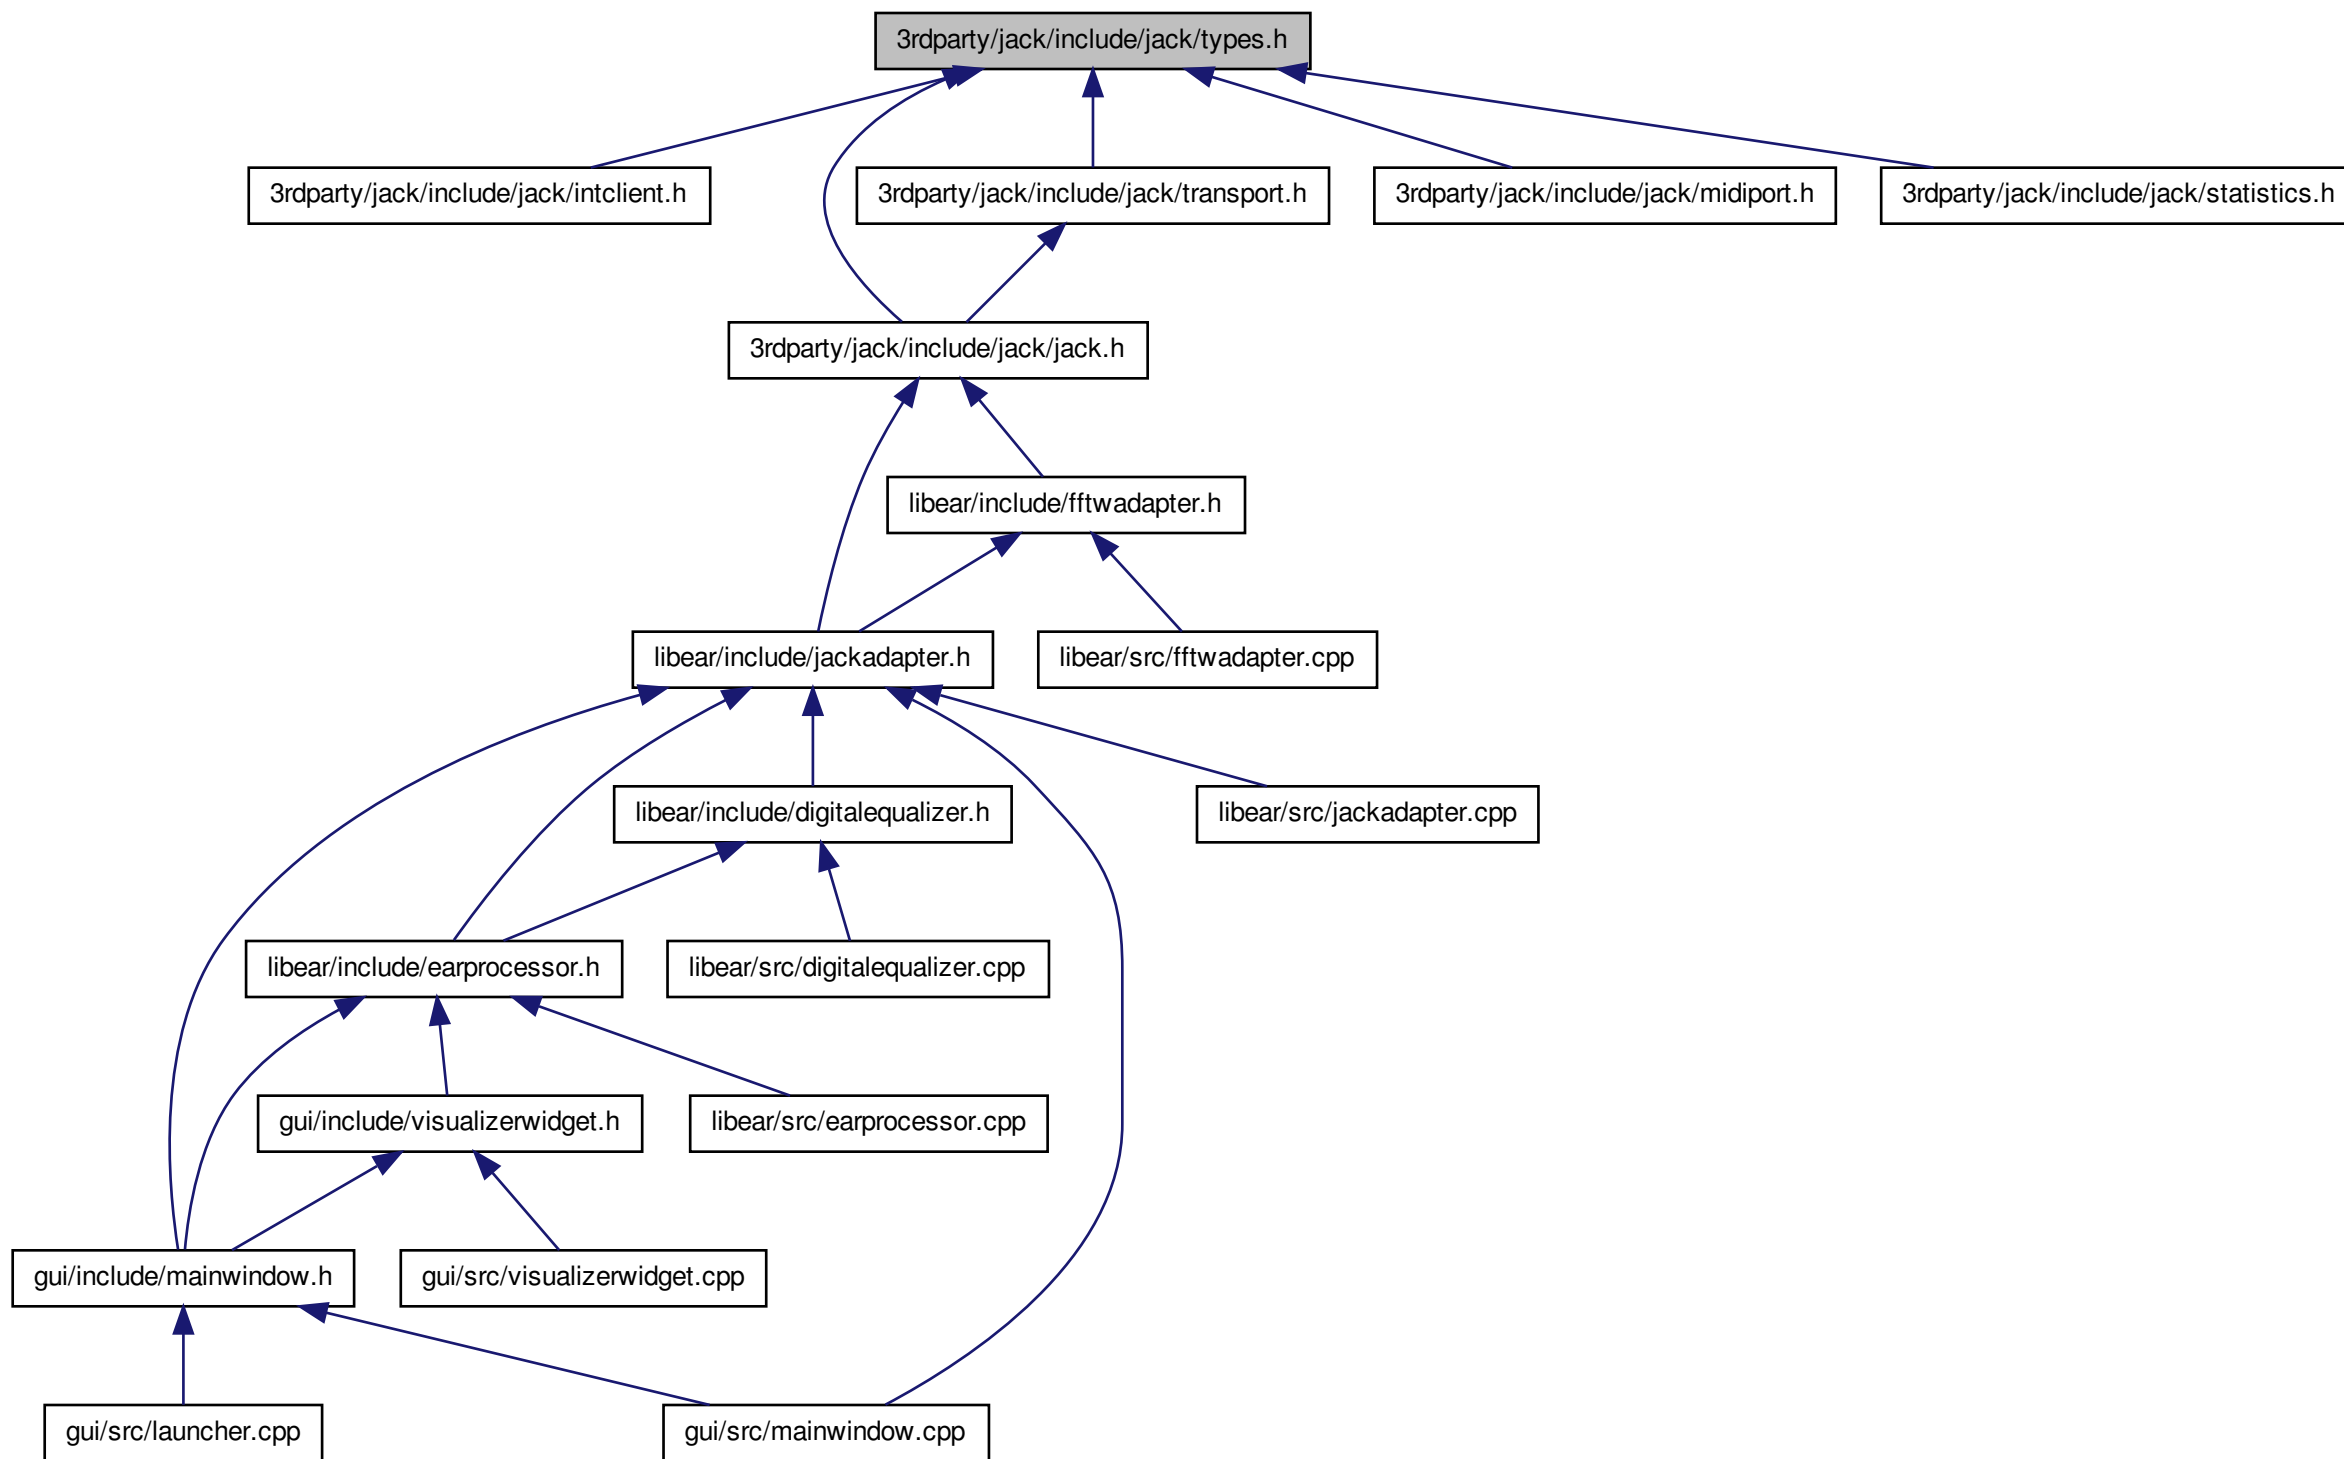 3rdparty/jack/include/jack/types.h
3rdparty/jack/include/jack/intclient.h
3rdparty/jack/include/jack/transport.h
3rdparty/jack/include/jack/midiport.h
3rdparty/jack/include/jack/statistics.h
3rdparty/jack/include/jack/jack.h
libear/include/fftwadapter.h
libear/include/jackadapter.h
libear/src/fftwadapter.cpp
libear/include/digitalequalizer.h
libear/src/jackadapter.cpp
libear/include/earprocessor.h
libear/src/digitalequalizer.cpp
gui/include/visualizerwidget.h
libear/src/earprocessor.cpp
gui/include/mainwindow.h
gui/src/visualizerwidget.cpp
gui/src/launcher.cpp
gui/src/mainwindow.cpp